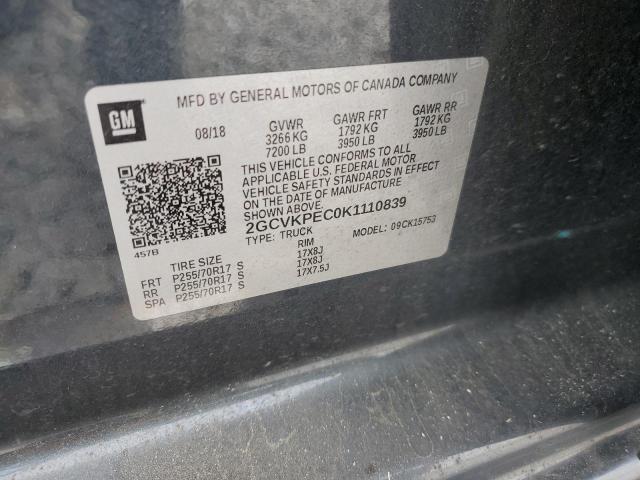 MFD BY GENERAL MOTORS OF CANADA COMPANY
GM
08/18 GVWR GAWR FRT GAWR RR
3266 KG 1792 KG 1792 KG
7200 LB 3950 LB 3950 LB
THIS VEHICLE CONFORMS TO ALL
APPLICABLE U.S. FEDERAL MOTOR
VEHICLE SAFETY STANDARDS IN EFFECT
ON THE DATE OF MANUFACTURE
SHOWN ABOVE.
2GCVKPEC0K1110839
TYPE: TRUCK MODEL: 09CK15753
457B
TIRE SIZE RIM
FRT P255/70R17 S 17X8J
RR P255/70R17 S 17X8J
SPA P255/70R17 S 17X7.5J